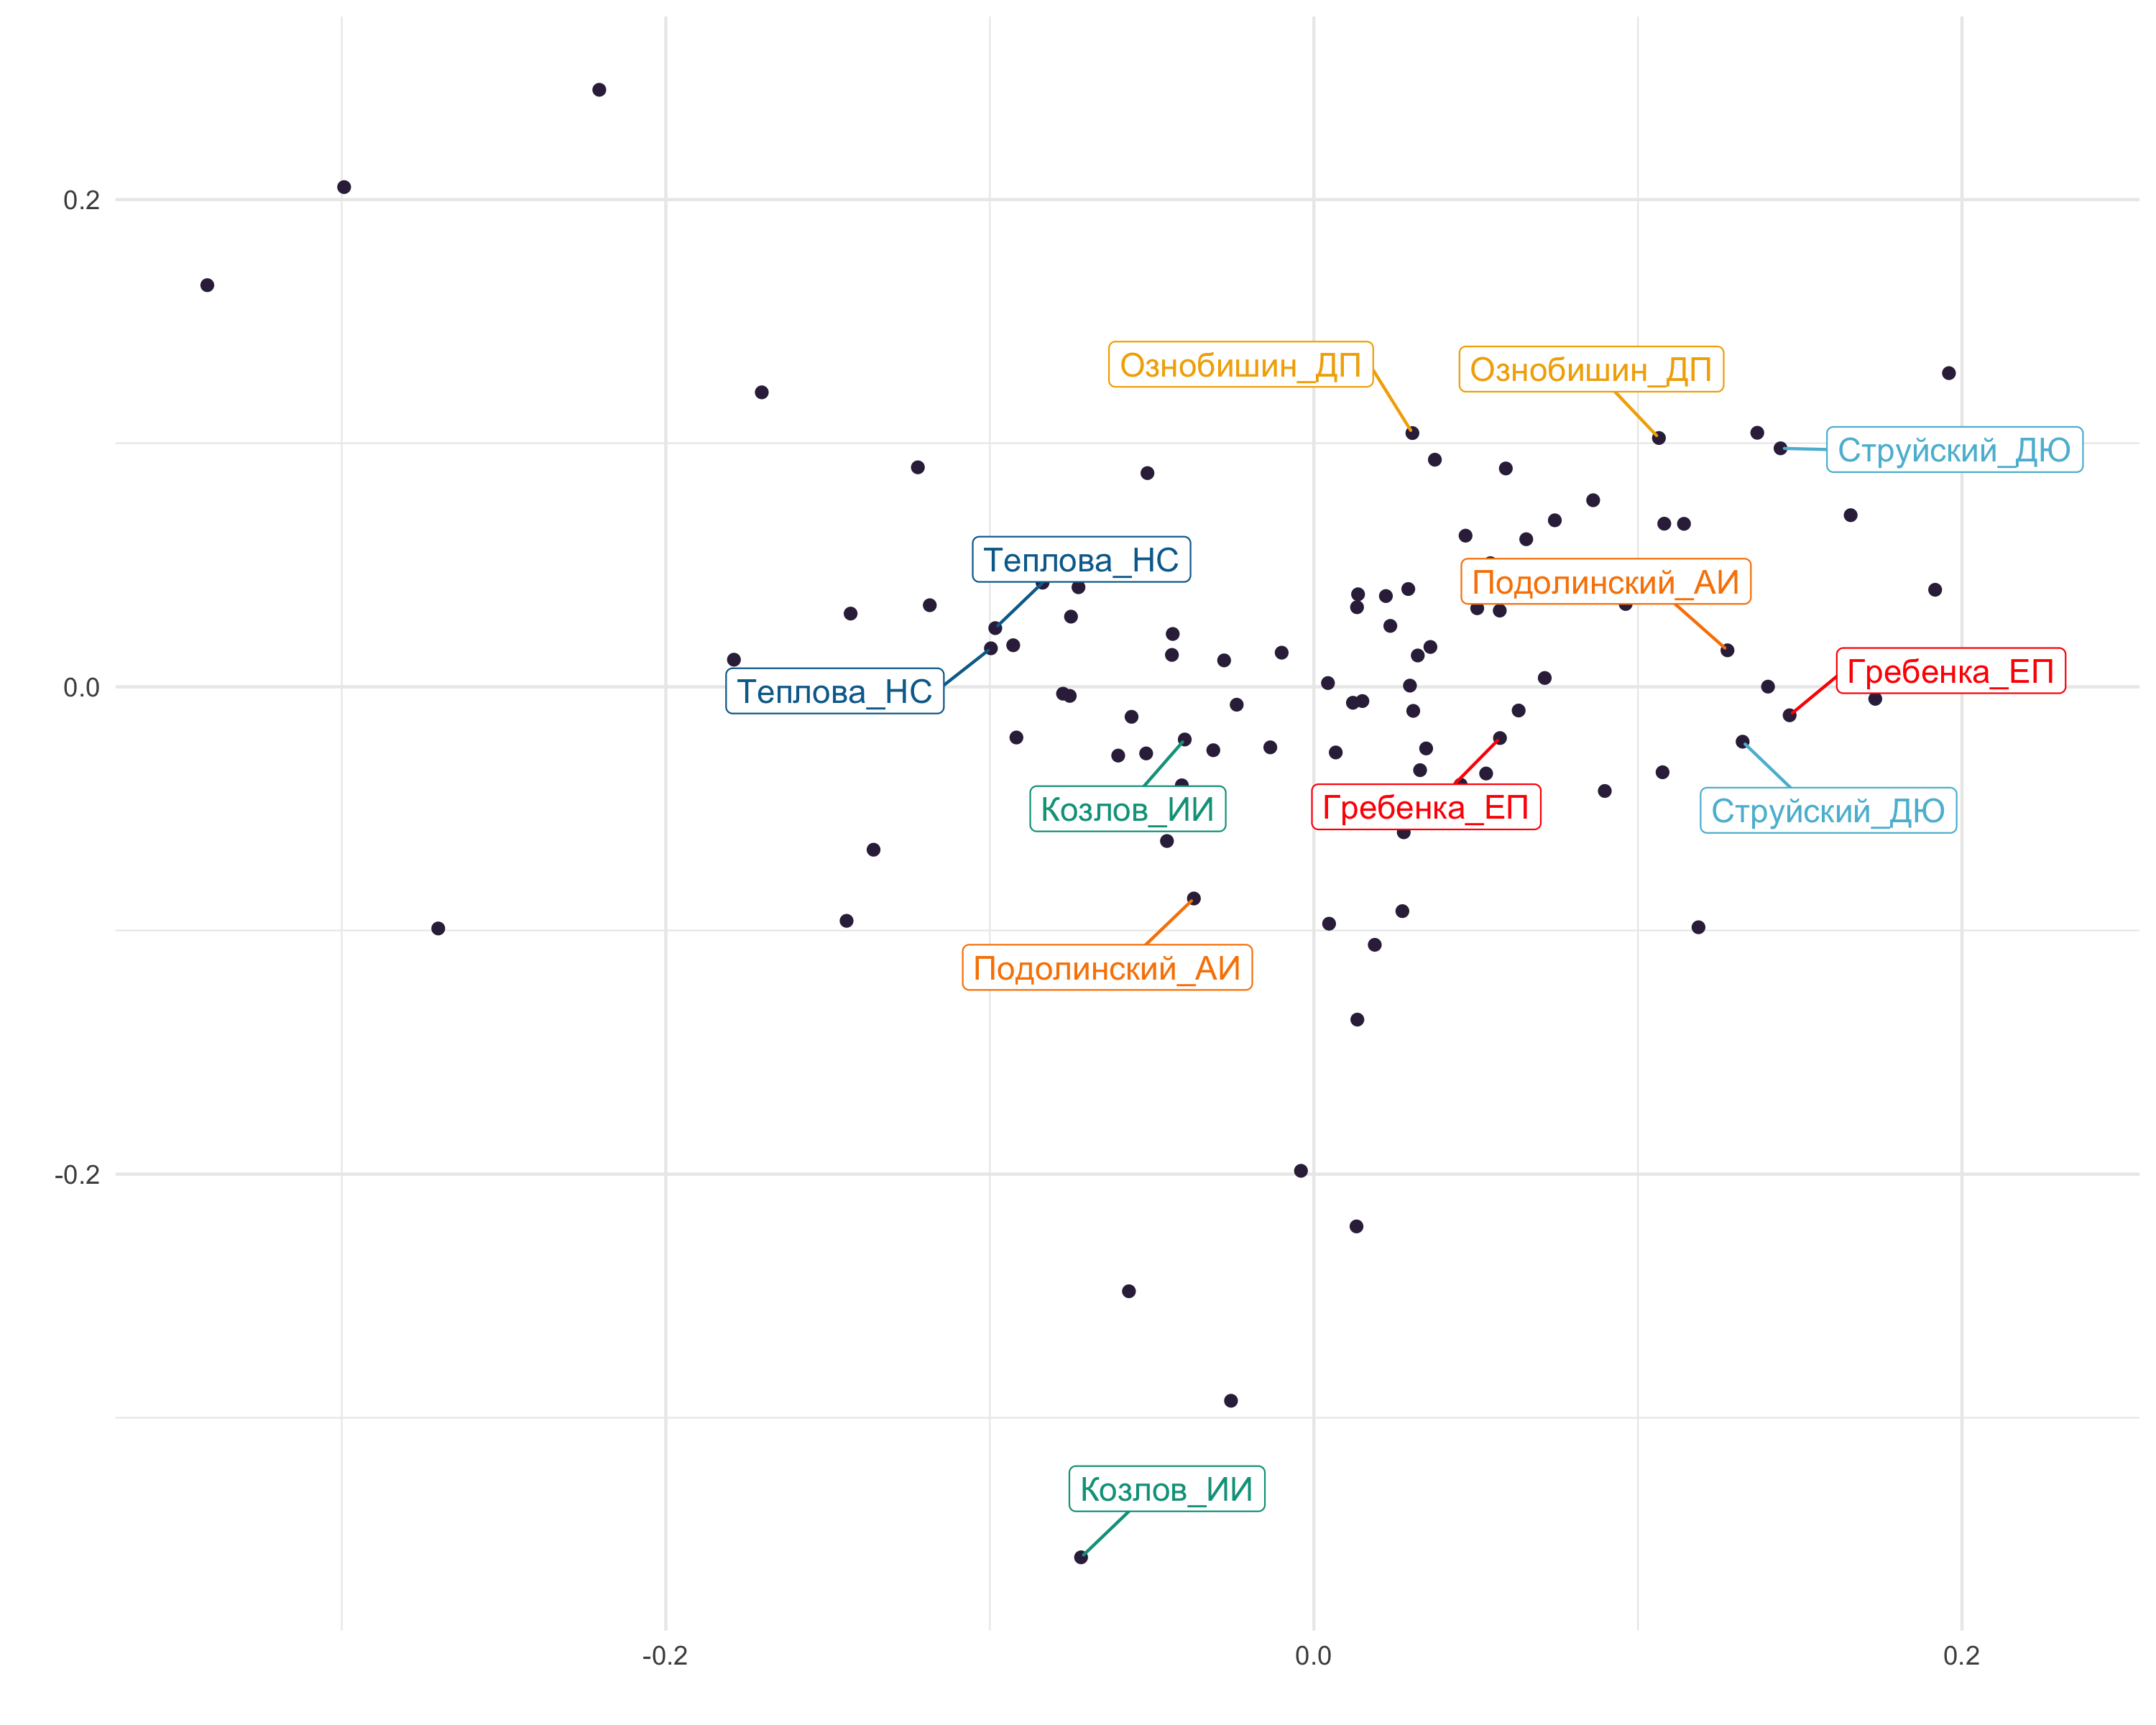 0.2
Ознобишин_ДП
Ознобишин_ДП
Струйский_ДЮ
Теплова_НС
Подолинский_АИ
Гребенка_ЕП
0.0
Теплова_НС
Козлов_ИИ
Гребенка_ЕП
Струйский_ДЮ
Подолинский_АИ
-0.2
Козлов_ИИ
-0.2
0.0
0.2